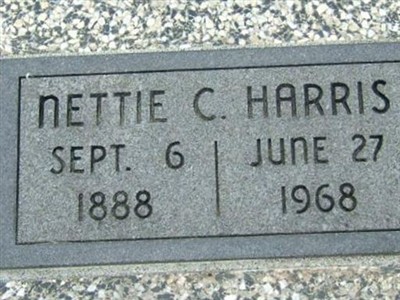 NETTIE C. HARRIS
SEPT. 6 JUNE 27
1888 1968